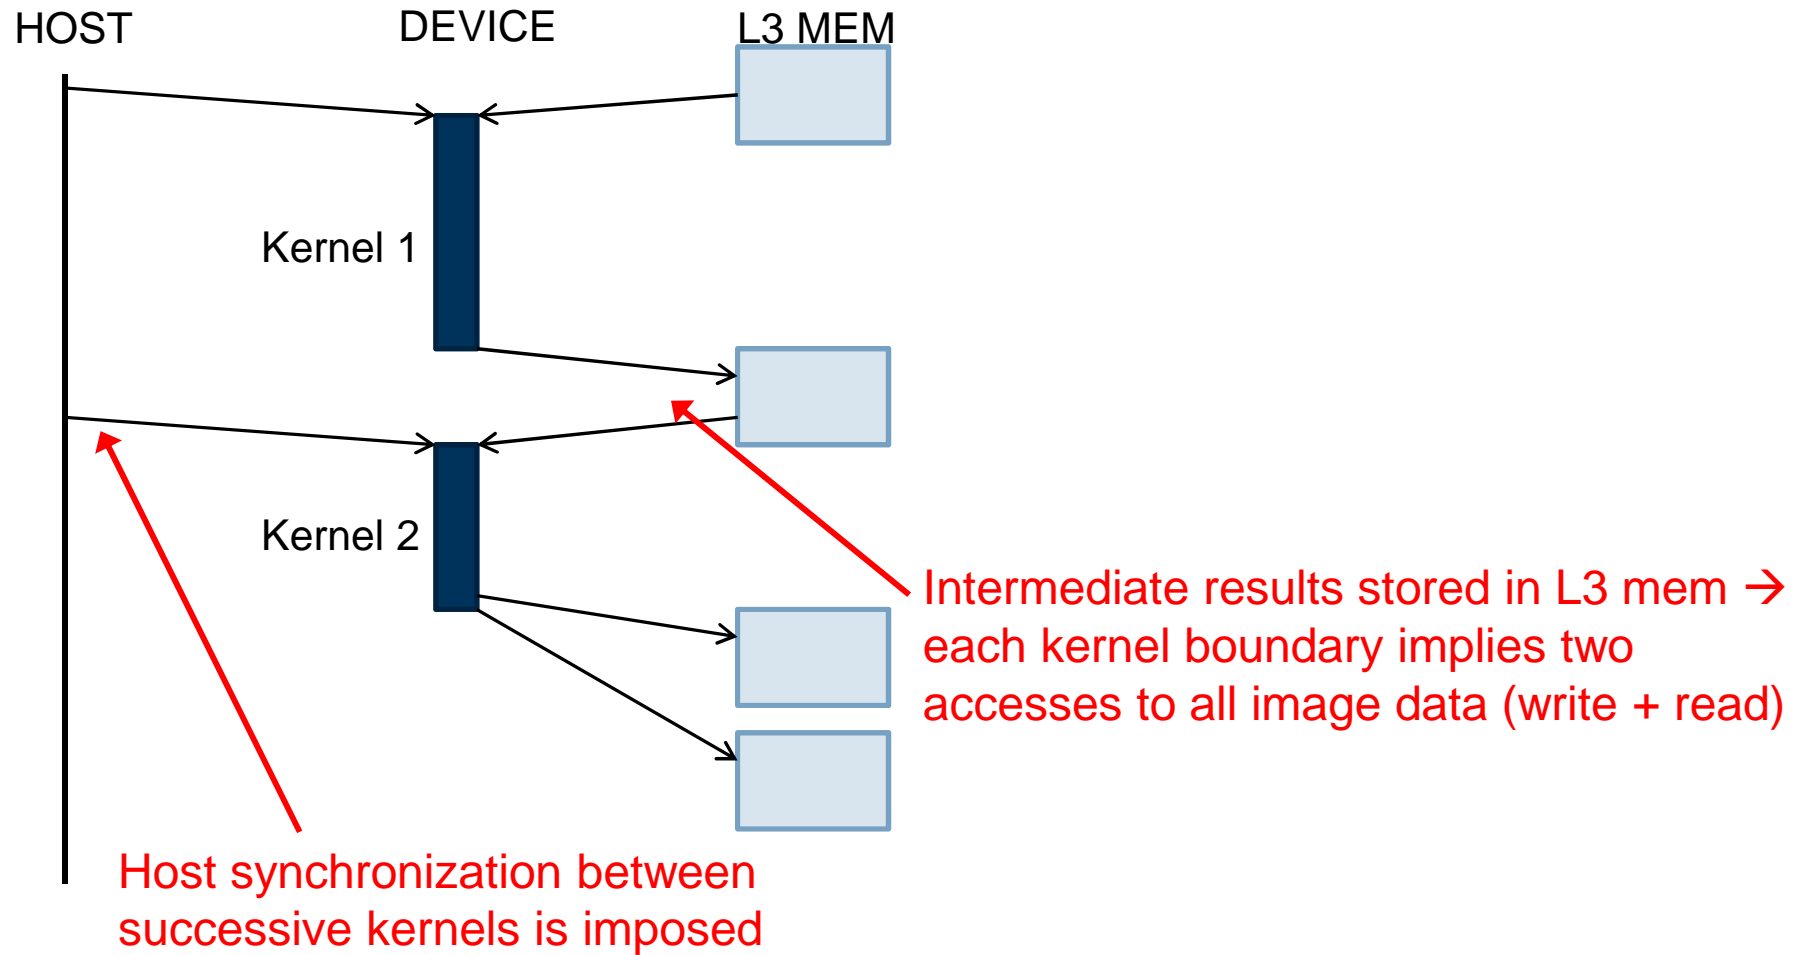 HOST
DEVICE
L3 MEM
Kernel 1
Kernel 2
Intermediate results stored in L3 mem →
each kernel boundary implies two
accesses to all image data (write + read)
Host synchronization between
successive kernels is imposed